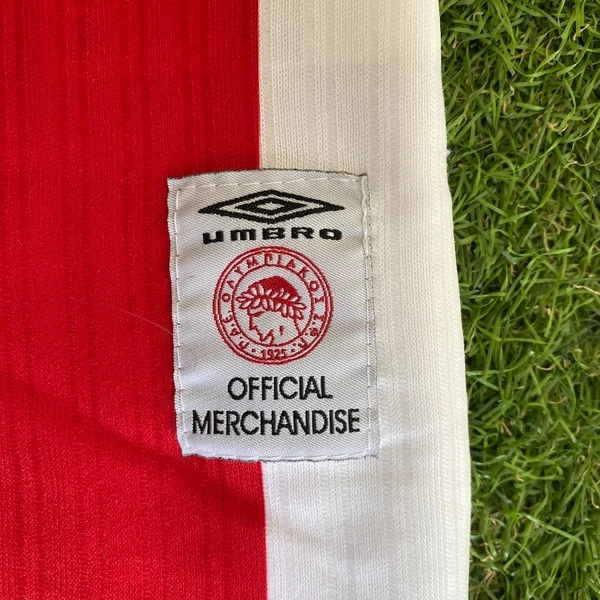 UMBRO
Π.Α.Ε. ΟΛΥΜΠΙΑΚΟΣ Σ.Φ.Π.
· 1925 ·
OFFICIAL
MERCHANDISE